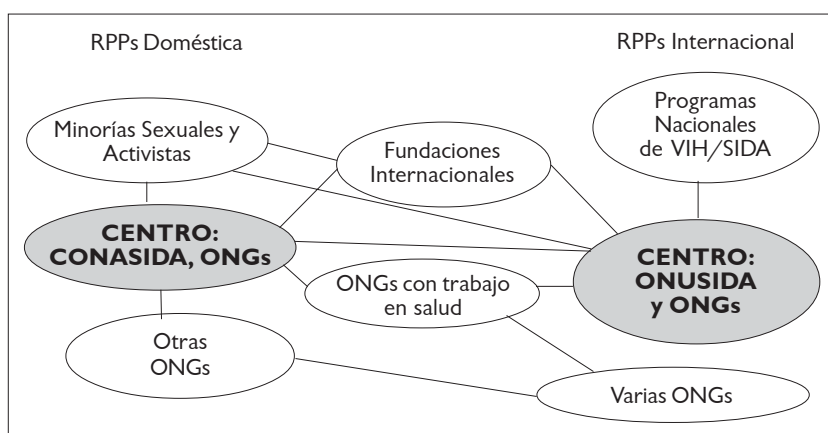 RPPs Doméstica
RPPs Internacional
Minorías Sexuales y
Activistas
Fundaciones
Internacionales
Programas
Nacionales
de VIH/SIDA
CENTRO:
CONASIDA, ONGs
ONGs con trabajo
en salud
CENTRO:
ONUSIDA
y ONGs
Otras
ONGs
Varias ONGs